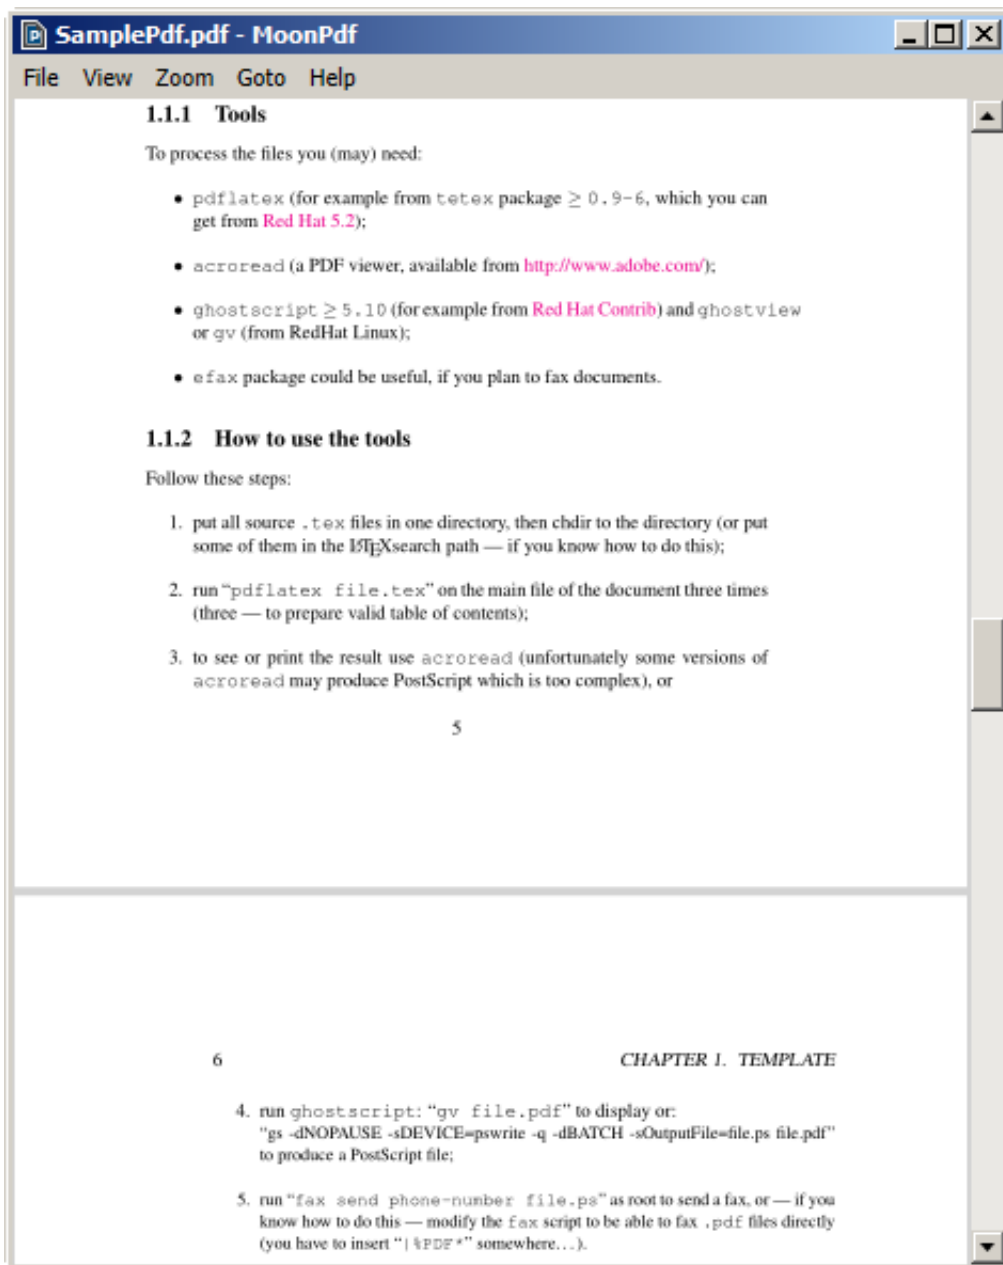 SamplePdf.pdf - MoonPdf
File View Zoom Goto Help
1.1.1 Tools
To process the files you (may) need:
• pdflatex (for example from tetex package ≥ 0.9-6, which you can
get from Red Hat 5.2);
• acroread (a PDF viewer, available from http://www.adobe.com/);
• ghostscript ≥ 5.10 (for example from Red Hat Contrib) and ghostview
or gv (from RedHat Linux);
• efax package could be useful, if you plan to fax documents.
1.1.2 How to use the tools
Follow these steps:
1. put all source .tex files in one directory, then chdir to the directory (or put
some of them in the LATEXsearch path — if you know how to do this);
2. run “pdflatex file.tex” on the main file of the document three times
(three — to prepare valid table of contents);
3. to see or print the result use acroread (unfortunately some versions of
acroread may produce PostScript which is too complex), or
5
6 CHAPTER 1. TEMPLATE
4. run ghostscript: “gv file.pdf” to display or:
“gs -dNOPAUSE -sDEVICE=pswrite -q -dBATCH -sOutputFile=file.ps file.pdf”
to produce a PostScript file;
5. run “fax send phone-number file.ps” as root to send a fax, or — if you
know how to do this — modify the fax script to be able to fax .pdf files directly
(you have to insert “|%PDF*” somewhere...).